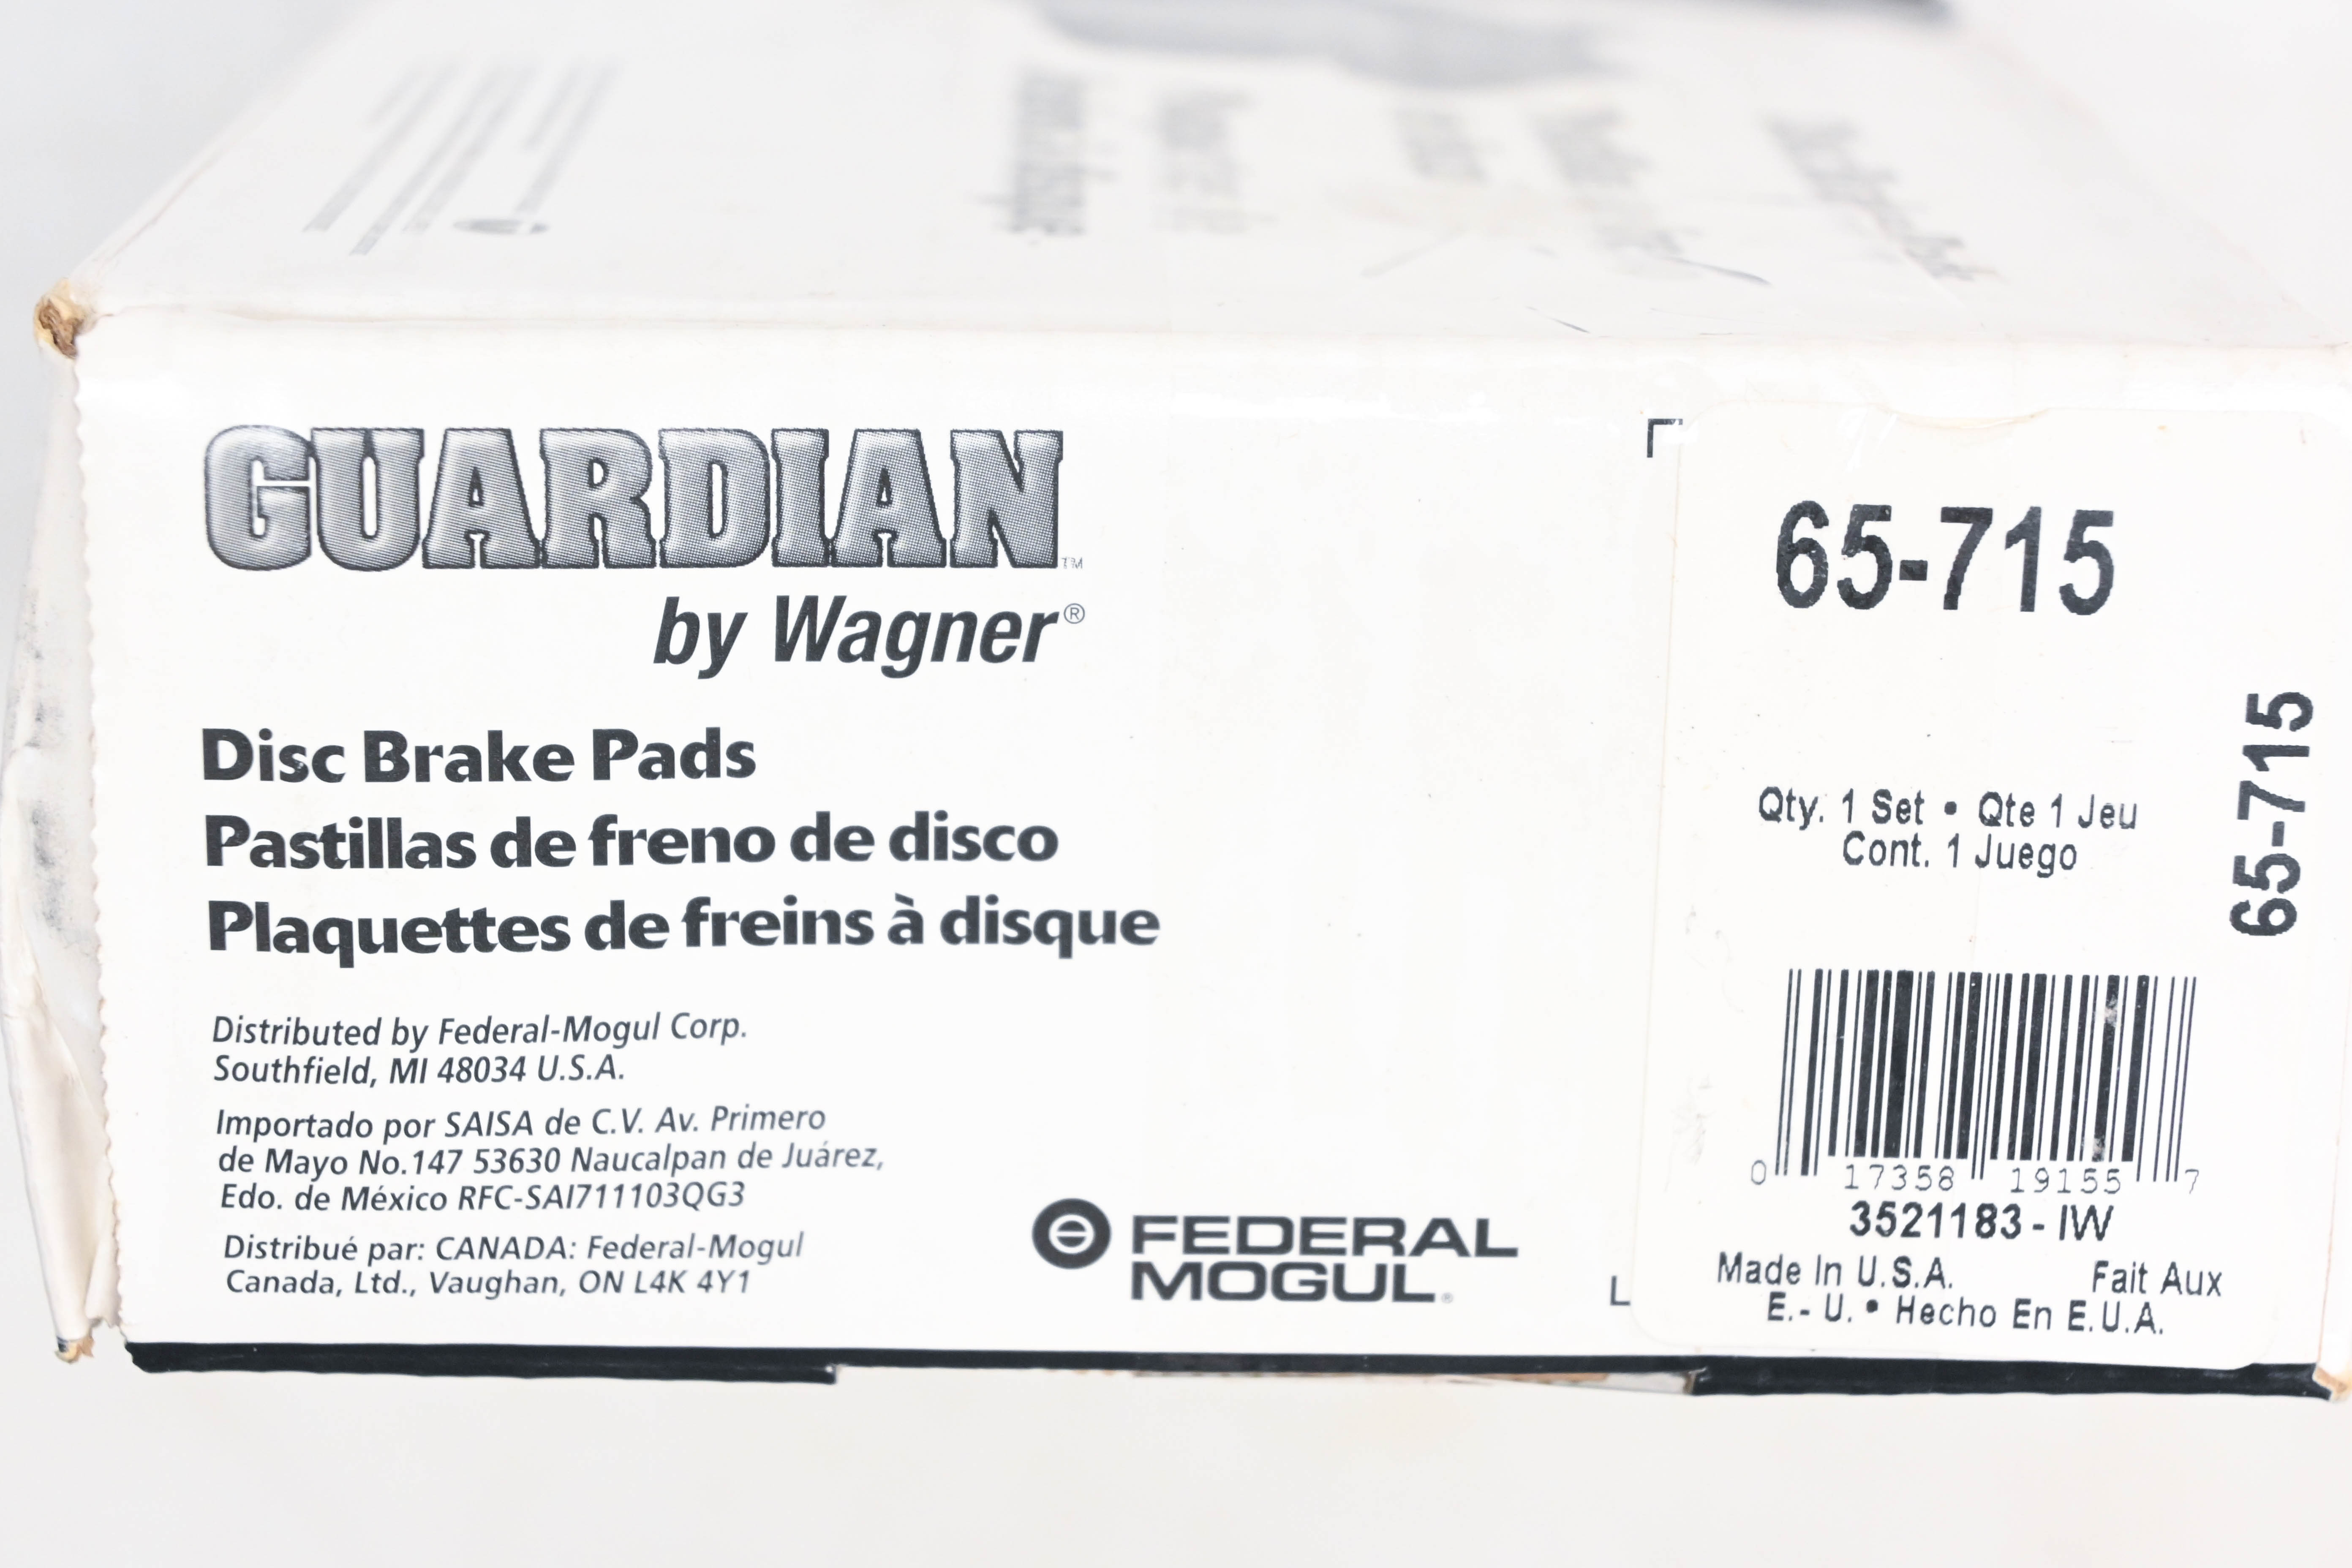 GUARDIAN™
by Wagner®
Disc Brake Pads
Pastillas de freno de disco
Plaquettes de freins à disque
Distributed by Federal-Mogul Corp.
Southfield, MI 48034 U.S.A.
Importado por SAISA de C.V. Av. Primero
de Mayo No.147 53630 Naucalpan de Juárez,
Edo. de México RFC-SAI711103QG3
Distribué par: CANADA: Federal-Mogul
Canada, Ltd., Vaughan, ON L4K 4Y1
FEDERAL
MOGUL®
65-715
Qty. 1 Set • Qte 1 Jeu
Cont. 1 Juego
65-715
0 17358 19155 7
3521183-IW
Made In U.S.A. Fait Aux
E.-U. • Hecho En E.U.A.